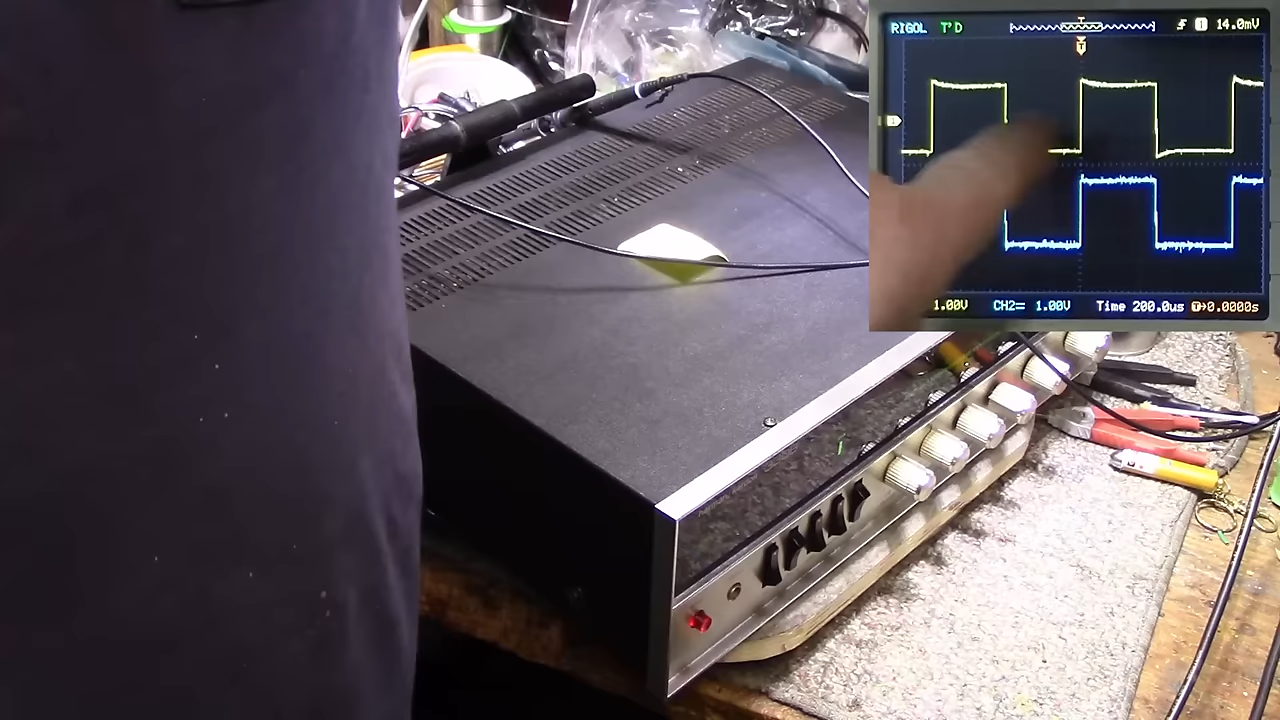 RIGOL T'D 14.0mV
1.00V CH2= 1.00V Time 200.0us T→0.0000s